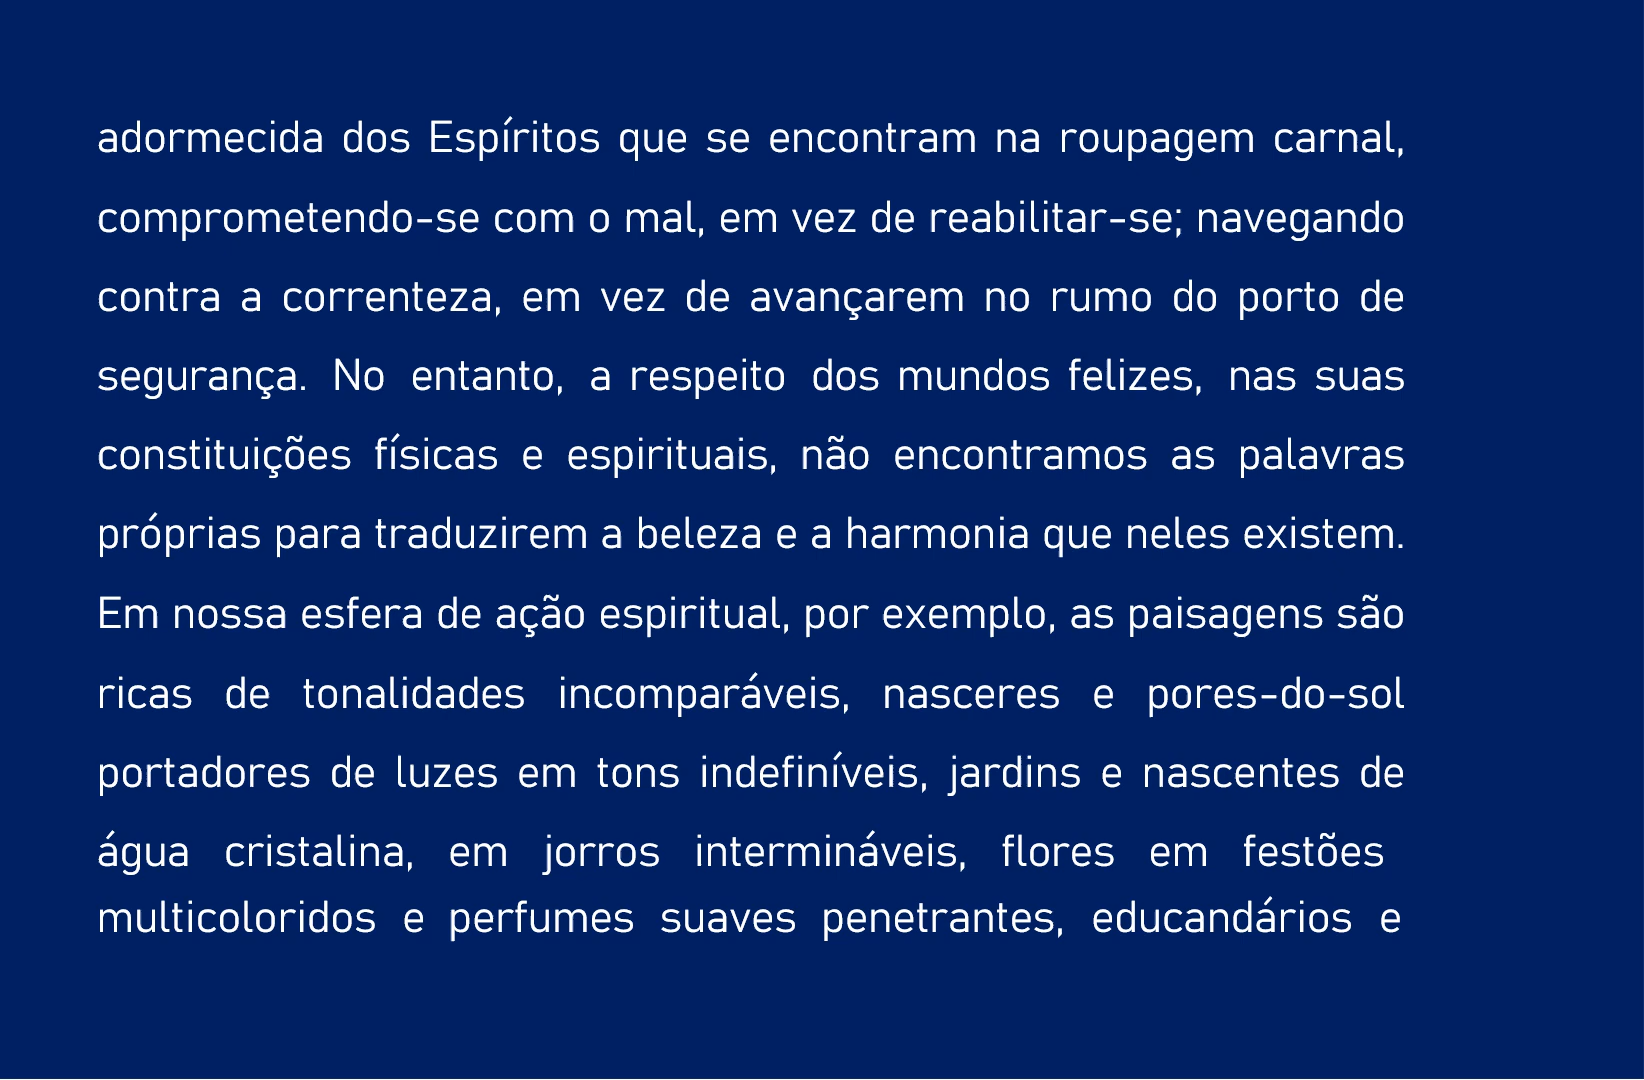 adormecida dos Espíritos que se encontram na roupagem carnal,
comprometendo-se com o mal, em vez de reabilitar-se; navegando
contra a correnteza, em vez de avançarem no rumo do porto de
segurança. No entanto, a respeito dos mundos felizes, nas suas
constituições físicas e espirituais, não encontramos as palavras
próprias para traduzirem a beleza e a harmonia que neles existem.
Em nossa esfera de ação espiritual, por exemplo, as paisagens são
ricas de tonalidades incomparáveis, nasceres e pores-do-sol
portadores de luzes em tons indefiníveis, jardins e nascentes de
água cristalina, em jorros intermináveis, flores em festões
multicoloridos e perfumes suaves penetrantes, educandários e